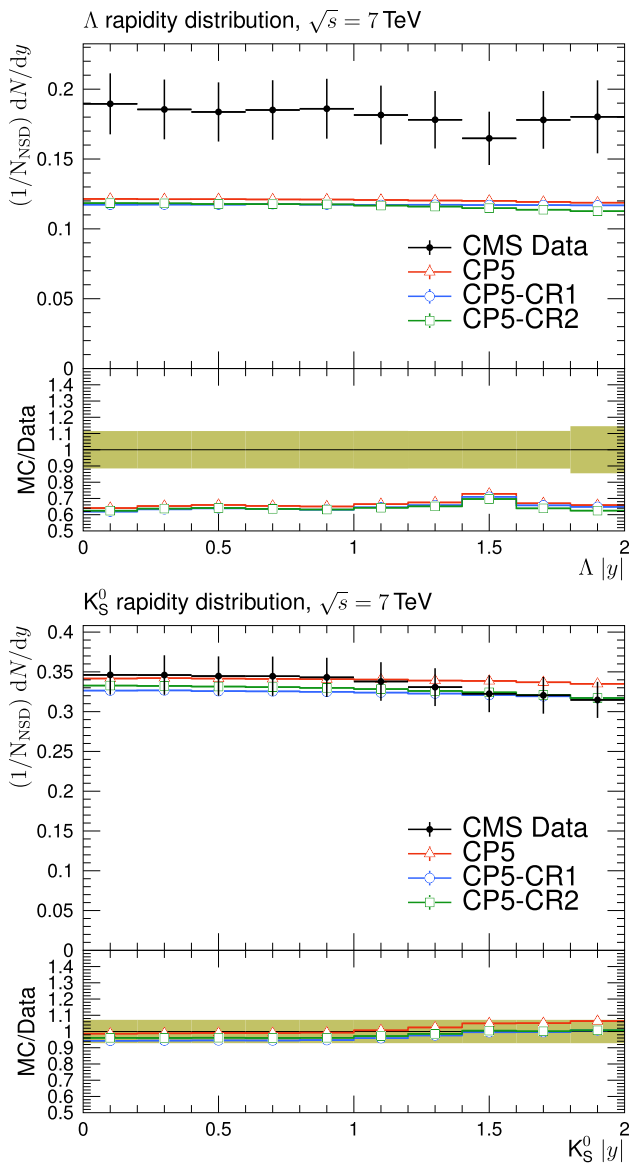 Λ rapidity distribution, √s = 7 TeV
(1/N_NSD) dN/dy
0.2
0.15
0.1
0.05
0
CMS Data
CP5
CP5-CR1
CP5-CR2
MC/Data
1.4
1.3
1.2
1.1
1
0.9
0.8
0.7
0.6
0.5
0 0.5 1 1.5 2
Λ |y|
K_S^0 rapidity distribution, √s = 7 TeV
(1/N_NSD) dN/dy
0.4
0.35
0.3
0.25
0.2
0.15
0.1
0.05
0
CMS Data
CP5
CP5-CR1
CP5-CR2
MC/Data
1.4
1.3
1.2
1.1
1
0.9
0.8
0.7
0.6
0.5
0 0.5 1 1.5 2
K_S^0 |y|